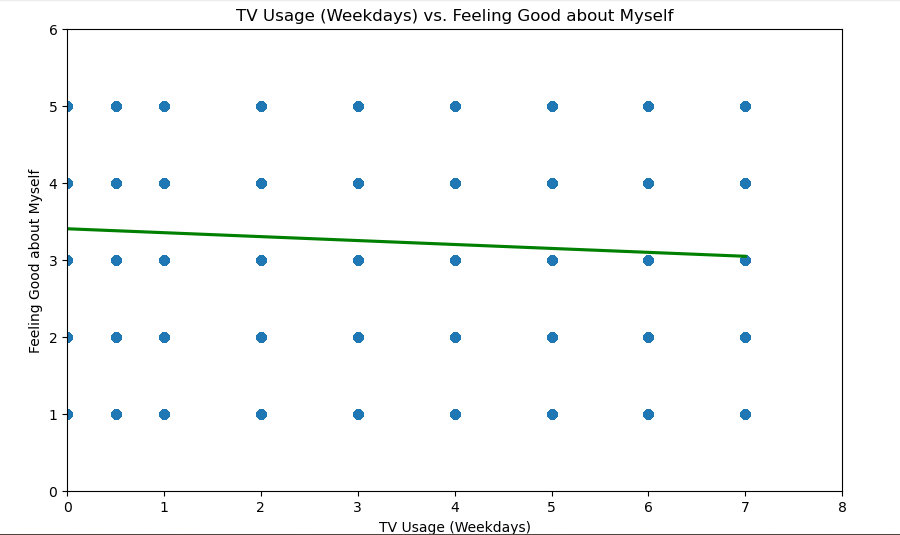 TV Usage (Weekdays) vs. Feeling Good about Myself
6
5
4
3
2
1
0
Feeling Good about Myself
0 1 2 3 4 5 6 7 8
TV Usage (Weekdays)